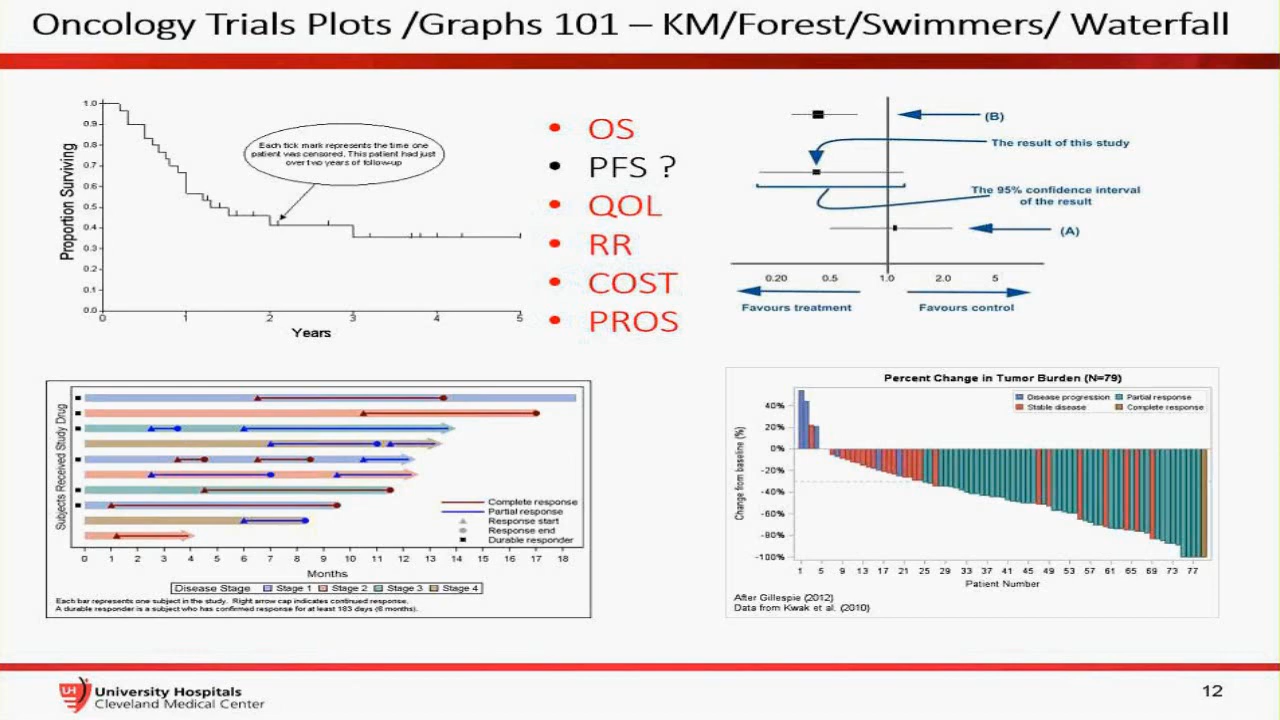 Oncology Trials Plots /Graphs 101 – KM/Forest/Swimmers/ Waterfall
1.0
0.9
0.8
0.7
0.6
0.5
0.4
0.3
0.2
0.1
0.0
Proportion Surviving
Each tick mark represents the time one
patient was censored. This patient had just
over two years of follow-up
0 1 2 3 4 5
Years
• OS
• PFS ?
• QOL
• RR
• COST
• PROS
(B)
The result of this study
The 95% confidence interval
of the result
(A)
0.20 0.5 1.0 2.0 5
Favours treatment Favours control
Subjects Received Study Drug
Complete response
Partial response
Response start
Response end
Durable responder
0 1 2 3 4 5 6 7 8 9 10 11 12 13 14 15 16 17 18
Months
Disease Stage Stage 1 Stage 2 Stage 3 Stage 4
Each bar represents one subject in the study. Right arrow cap indicates continued response.
A durable responder is a subject who has confirmed response for at least 183 days (6 months).
Percent Change in Tumor Burden (N=79)
Disease progression Partial response
Stable disease Complete response
40%
20%
0%
-20%
-40%
-60%
-80%
-100%
Change from baseline (%)
1 5 9 13 17 21 25 29 33 37 41 45 49 53 57 61 65 69 73 77
Patient Number
After Gillespie (2012)
Data from Kwak et al. (2010)
UH University Hospitals
Cleveland Medical Center
12